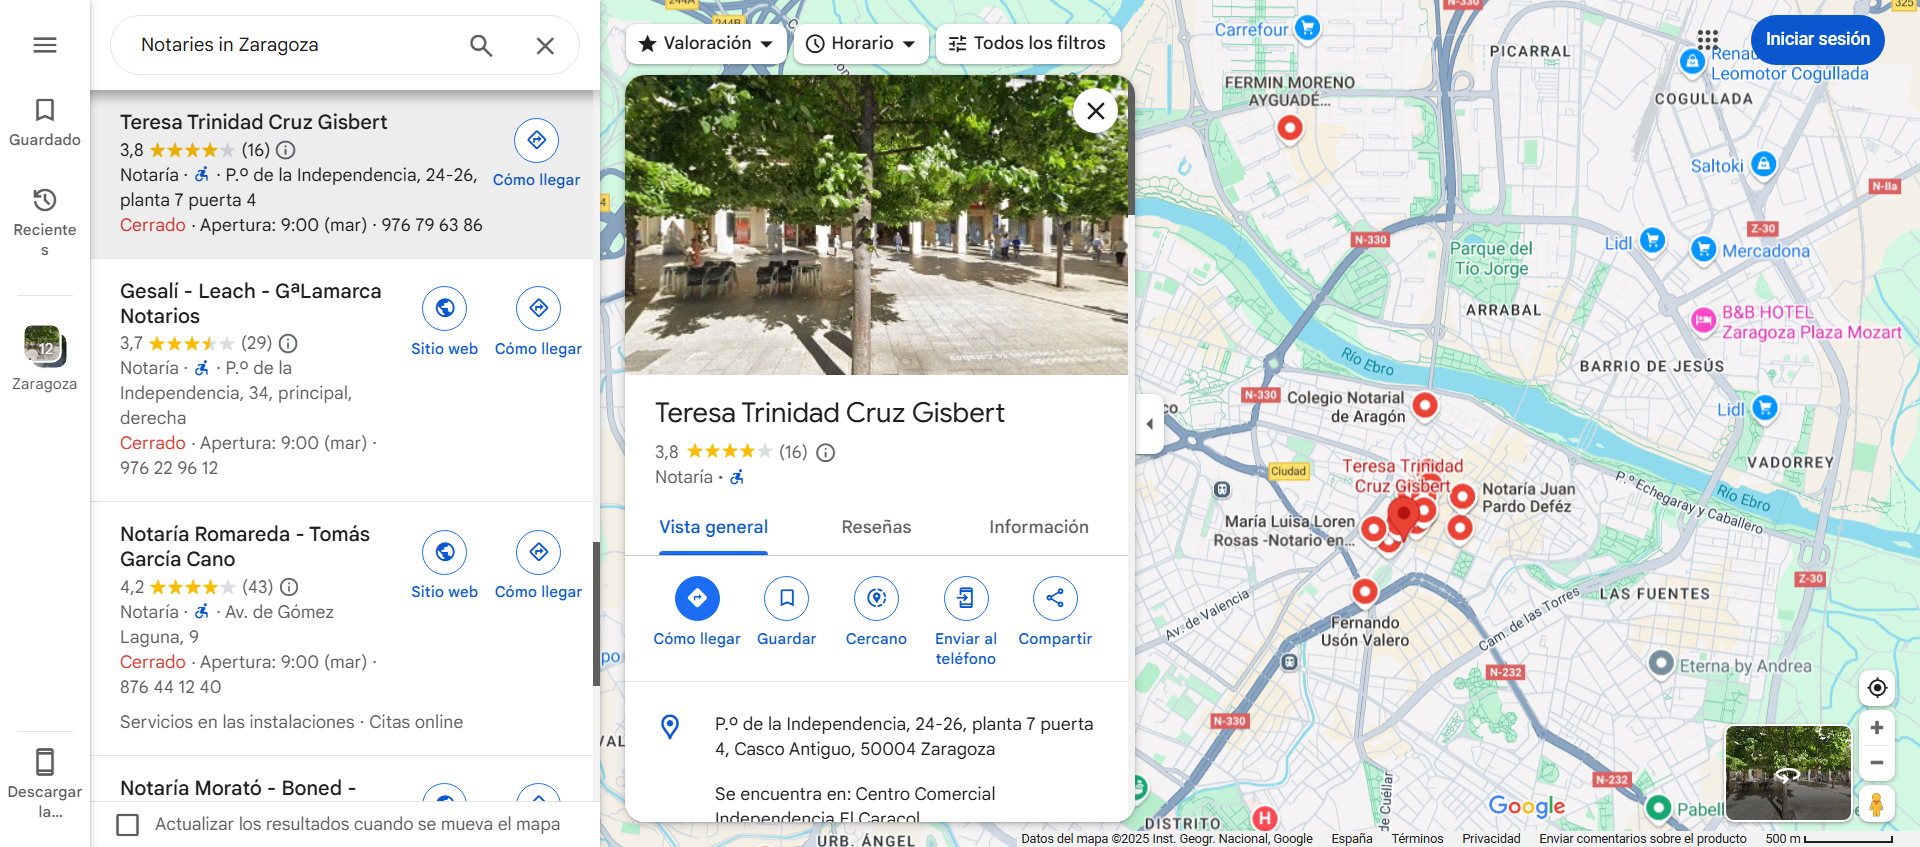 Notaries in Zaragoza
Guardado
Reciente
s
12
Zaragoza
Descargar
la...
Teresa Trinidad Cruz Gisbert
3,8 (16)
Notaría · P.º de la Independencia, 24-26,
planta 7 puerta 4
Cerrado · Apertura: 9:00 (mar) · 976 79 63 86
Cómo llegar
Gesalí - Leach - GªLamarca
Notarios
3,7 (29)
Notaría · P.º de la
Independencia, 34, principal,
derecha
Cerrado · Apertura: 9:00 (mar) ·
976 22 96 12
Sitio web
Cómo llegar
Notaría Romareda - Tomás
García Cano
4,2 (43)
Notaría · Av. de Gómez
Laguna, 9
Cerrado · Apertura: 9:00 (mar) ·
876 44 12 40
Servicios en las instalaciones · Citas online
Sitio web
Cómo llegar
Notaría Morató - Boned -
Actualizar los resultados cuando se mueva el mapa
Valoración
Horario
Todos los filtros
Teresa Trinidad Cruz Gisbert
3,8 (16)
Notaría ·
Vista general
Reseñas
Información
Cómo llegar
Guardar
Cercano
Enviar al
teléfono
Compartir
P.º de la Independencia, 24-26, planta 7 puerta
4, Casco Antiguo, 50004 Zaragoza
Se encuentra en: Centro Comercial
Independencia El Caracol
Iniciar sesión
244A
244B
N-330
325
Carrefour
PICARRAL
Renau
Leomotor Cogullada
COGULLADA
FERMIN MORENO
AYGUADÉ...
Saltoki
N-IIa
4
N-330
Z-30
Parque del
Tío Jorge
Lidl
Mercadona
ARRABAL
B&B HOTEL
Zaragoza Plaza Mozart
Río Ebro
BARRIO DE JESÚS
N-330
Colegio Notarial
de Aragón
co
Lidl
Ciudad
Teresa Trinidad
Cruz Gisbert
VADORREY
Notaría Juan
Pardo Deféz
P.º Echegaray y Caballero
Río Ebro
María Luisa Loren
Rosas -Notario en...
Z-30
LAS FUENTES
Av. de Valencia
Cam. de las Torres
Fernando
Usón Valero
po
Eterna by Andrea
N-232
N-330
VAL
N-232
de Cuéllar
Google
Pabell
DISTRITO
H
URB. ÁNGEL
Datos del mapa ©2025 Inst. Geogr. Nacional, Google
España
Términos
Privacidad
Enviar comentarios sobre el producto
500 m